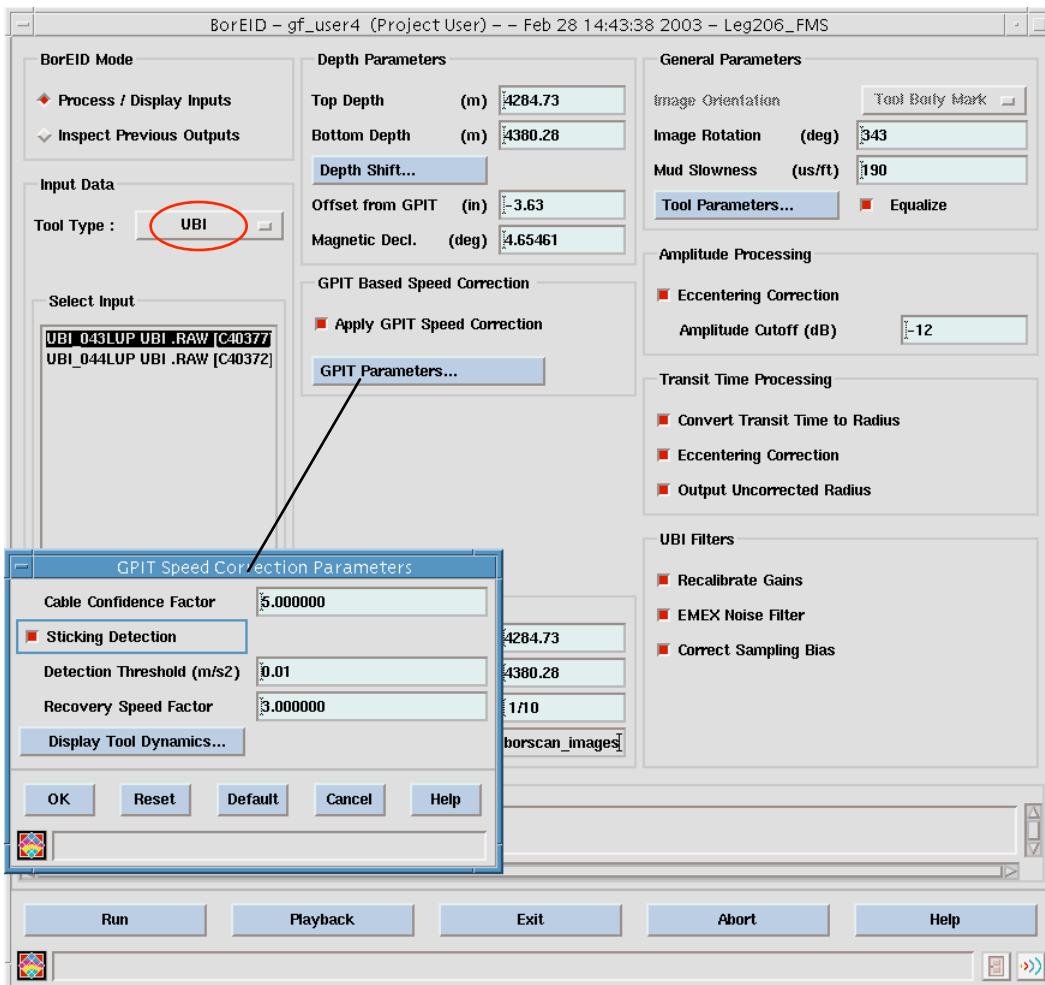 BorEID – gf_user4 (Project User) – – Feb 28 14:43:38 2003 – Leg206_FMS
BorEID Mode
Process / Display Inputs
Inspect Previous Outputs
Input Data
Tool Type :
UBI
Select Input
UBI_043LUP UBI .RAW [C40377]
UBI_044LUP UBI .RAW [C40372]
Depth Parameters
Top Depth (m) 4284.73
Bottom Depth (m) 4380.28
Depth Shift...
Offset from GPIT (in) -3.63
Magnetic Decl. (deg) 4.65461
GPIT Based Speed Correction
Apply GPIT Speed Correction
GPIT Parameters...
General Parameters
Image Orientation Tool Body Mark
Image Rotation (deg) 343
Mud Slowness (us/ft) 190
Tool Parameters... Equalize
Amplitude Processing
Eccentering Correction
Amplitude Cutoff (dB) -12
Transit Time Processing
Convert Transit Time to Radius
Eccentering Correction
Output Uncorrected Radius
UBI Filters
Recalibrate Gains
EMEX Noise Filter
Correct Sampling Bias
GPIT Speed Correction Parameters
Cable Confidence Factor 5.000000
Sticking Detection
Detection Threshold (m/s2) 0.01
Recovery Speed Factor 3.000000
Display Tool Dynamics...
OK Reset Default Cancel Help
4284.73
4380.28
1/10
borscan_images
Run Playback Exit Abort Help